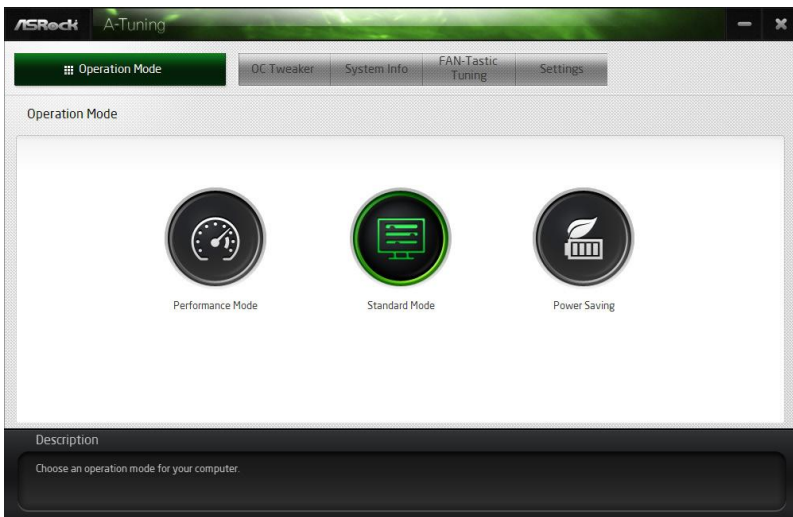 ASRock A-Tuning
Operation Mode OC Tweaker System Info FAN-Tastic Tuning Settings
Operation Mode
Performance Mode Standard Mode Power Saving
Description
Choose an operation mode for your computer.